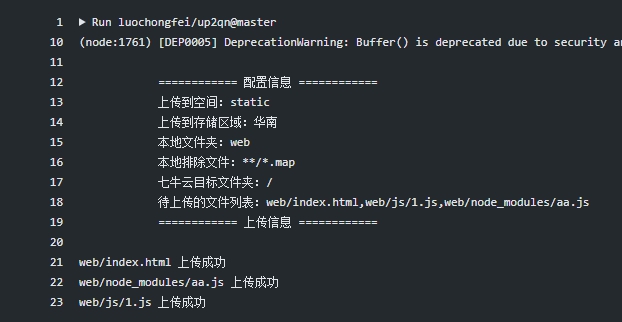 1 ▶ Run luochongfei/up2qn@master
10 (node:1761) [DEP0005] DeprecationWarning: Buffer() is deprecated due to security
11
12 ============ 配置信息 ============
13 上传到空间: static
14 上传到存储区域: 华南
15 本地文件夹: web
16 本地排除文件: **/*.map
17 七牛云目标文件夹: /
18 待上传的文件列表: web/index.html,web/js/1.js,web/node_modules/aa.js
19 ============ 上传信息 ============
20
21 web/index.html 上传成功
22 web/node_modules/aa.js 上传成功
23 web/js/1.js 上传成功